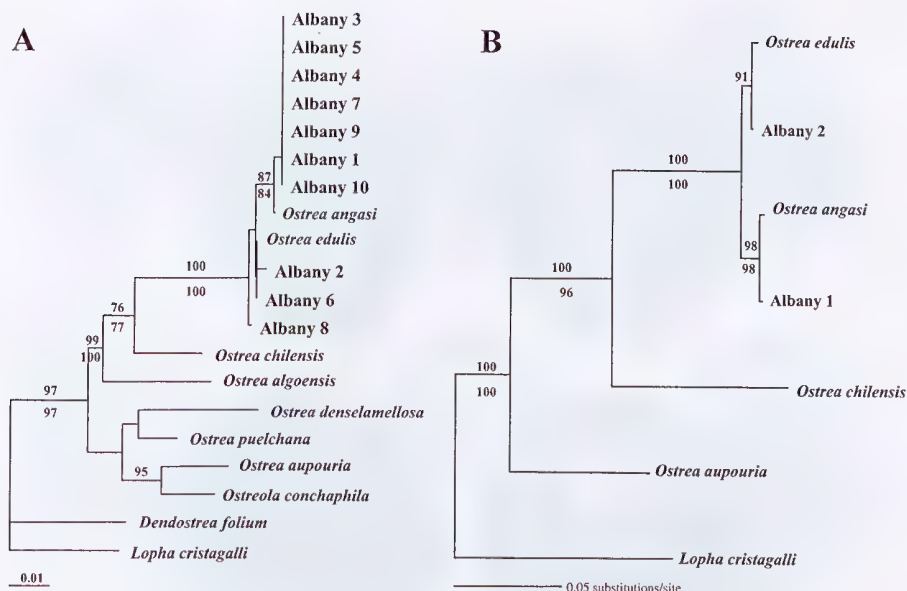 A
Albany 3
Albany 5
Albany 4
Albany 7
Albany 9
Albany 1
Albany 10
87
84
Ostrea angasi
Ostrea edulis
Albany 2
100
100
Albany 6
Albany 8
76
77
Ostrea chilensis
99
100
Ostrea algoensis
97
97
Ostrea denselamellosa
Ostrea puelchana
95
Ostrea aupouria
Ostreola conchaphila
Dendostrea folium
Lopha cristagalli
0.01
B
Ostrea edulis
91
Albany 2
100
100
Ostrea angasi
98
98
Albany 1
100
96
Ostrea chilensis
100
100
Ostrea aupouria
Lopha cristagalli
0.05 substitutions/site